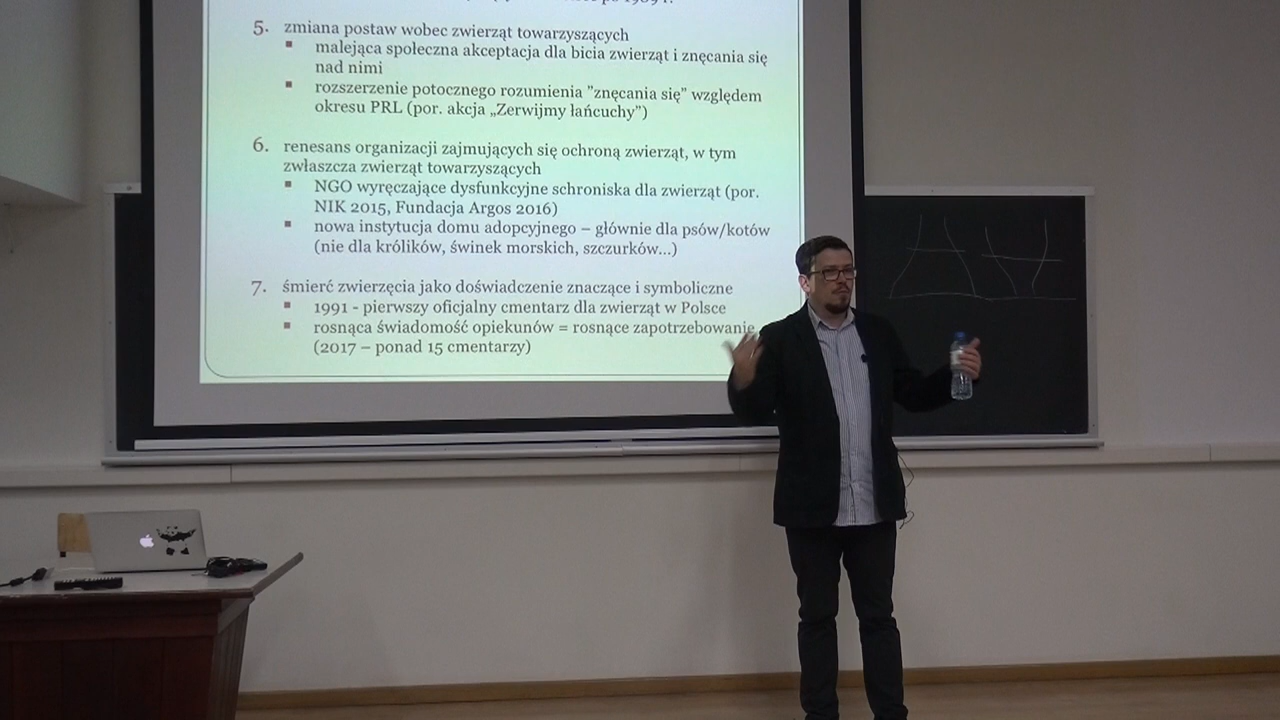 po 1989 r.
5. zmiana postaw wobec zwierząt towarzyszących
▪ malejąca społeczna akceptacja dla bicia zwierząt i znęcania się
nad nimi
▪ rozszerzenie potocznego rozumienia ”znęcania się” względem
okresu PRL (por. akcja „Zerwijmy łańcuchy”)
6. renesans organizacji zajmujących się ochroną zwierząt, w tym
zwłaszcza zwierząt towarzyszących
▪ NGO wyręczające dysfunkcyjne schroniska dla zwierząt (por.
NIK 2015, Fundacja Argos 2016)
▪ nowa instytucja domu adopcyjnego – głównie dla psów/kotów
(nie dla królików, świnek morskich, szczurków...)
7. śmierć zwierzęcia jako doświadczenie znaczące i symboliczne
▪ 1991 - pierwszy oficjalny cmentarz dla zwierząt w Polsce
▪ rosnąca świadomość opiekunów = rosnące zapotrzebowanie
(2017 – ponad 15 cmentarzy)